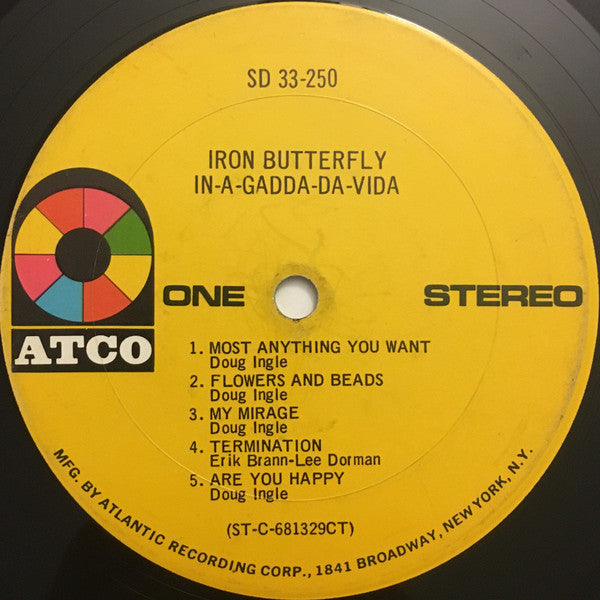 SD 33-250
IRON BUTTERFLY
IN-A-GADDA-DA-VIDA
ATCO
ONE
STEREO
1. MOST ANYTHING YOU WANT
Doug Ingle
2. FLOWERS AND BEADS
Doug Ingle
3. MY MIRAGE
Doug Ingle
4. TERMINATION
Erik Brann-Lee Dorman
5. ARE YOU HAPPY
Doug Ingle
(ST-C-681329CT)
MFG. BY ATLANTIC RECORDING CORP., 1841 BROADWAY, NEW YORK, N.Y.